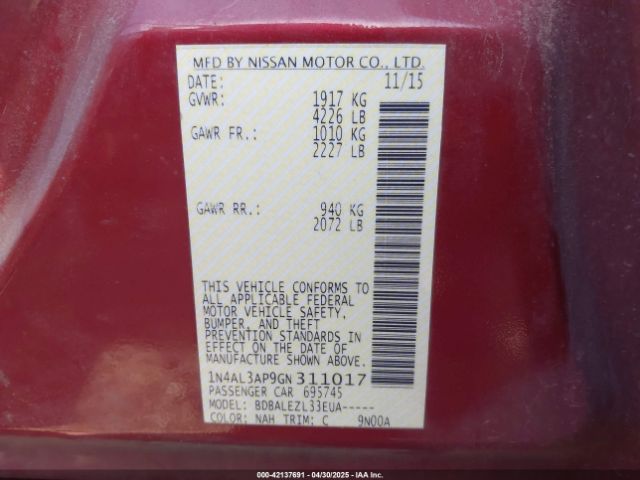 MFD BY NISSAN MOTOR CO., LTD.
DATE: 11/15
GVWR: 1917 KG
4226 LB
GAWR FR.: 1010 KG
2227 LB
GAWR RR.: 940 KG
2072 LB
THIS VEHICLE CONFORMS TO
ALL APPLICABLE FEDERAL
MOTOR VEHICLE SAFETY,
BUMPER, AND THEFT
PREVENTION STANDARDS IN
EFFECT ON THE DATE OF
MANUFACTURE SHOWN ABOVE.
1N4AL3AP9GN311017
PASSENGER CAR 695745
MODEL: BDBALEZL33EUA-----
COLOR: NAH TRIM: C 9N00A
000-42137691 - 04/30/2025 - IAA Inc.